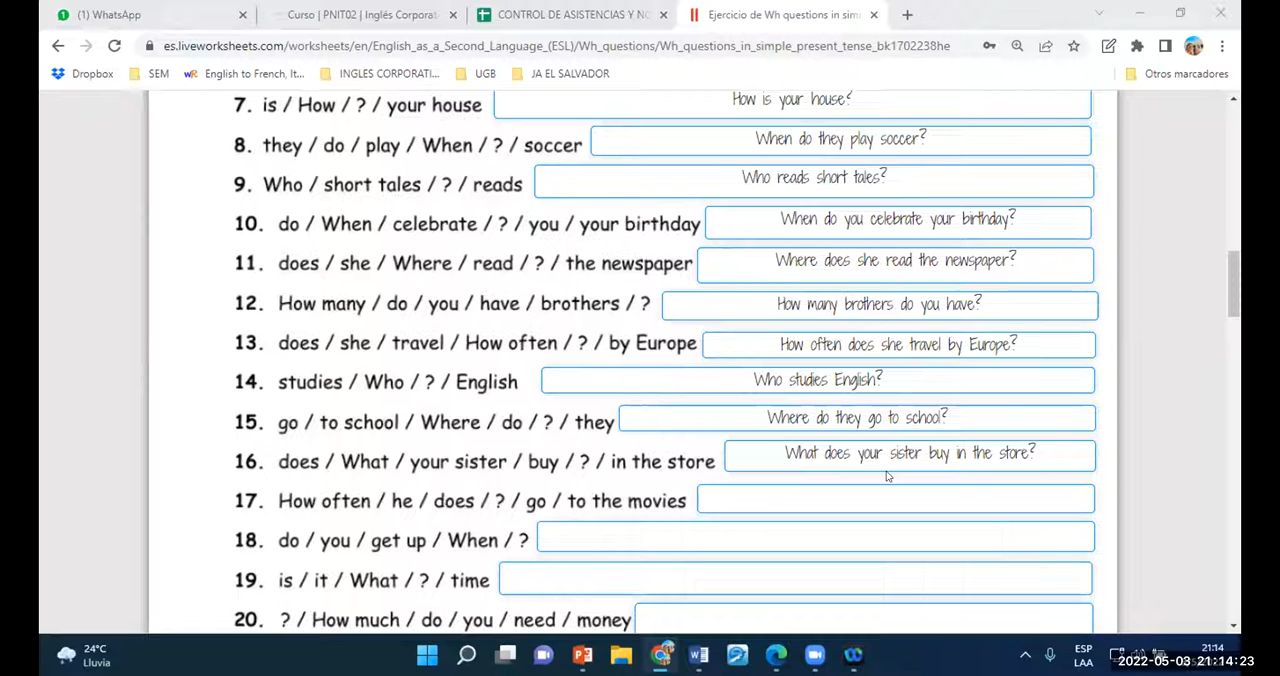 (1) WhatsApp
Curso | PNIT02 | Inglés Corporat
CONTROL DE ASISTENCIAS Y NO
Ejercicio de Wh questions in sim
es.liveworksheets.com/worksheets/en/English_as_a_Second_Language_(ESL)/Wh_questions/Wh_questions_in_simple_present_tense_bk1702238he
Dropbox SEM English to French, It... INGLES CORPORATI... UGB JA EL SALVADOR Otros marcadores
7. is / How / ? / your house How is your house?
8. they / do / play / When / ? / soccer When do they play soccer?
9. Who / short tales / ? / reads Who reads short tales?
10. do / When / celebrate / ? / you / your birthday When do you celebrate your birthday?
11. does / she / Where / read / ? / the newspaper Where does she read the newspaper?
12. How many / do / you / have / brothers / ? How many brothers do you have?
13. does / she / travel / How often / ? / by Europe How often does she travel by Europe?
14. studies / Who / ? / English Who studies English?
15. go / to school / Where / do / ? / they Where do they go to school?
16. does / What / your sister / buy / ? / in the store What does your sister buy in the store?
17. How often / he / does / ? / go / to the movies
18. do / you / get up / When / ?
19. is / it / What / ? / time
20. ? / How much / do / you / need / money
24°C
Lluvia
ESP
LAA
21:14
2022-05-03 21:14:23